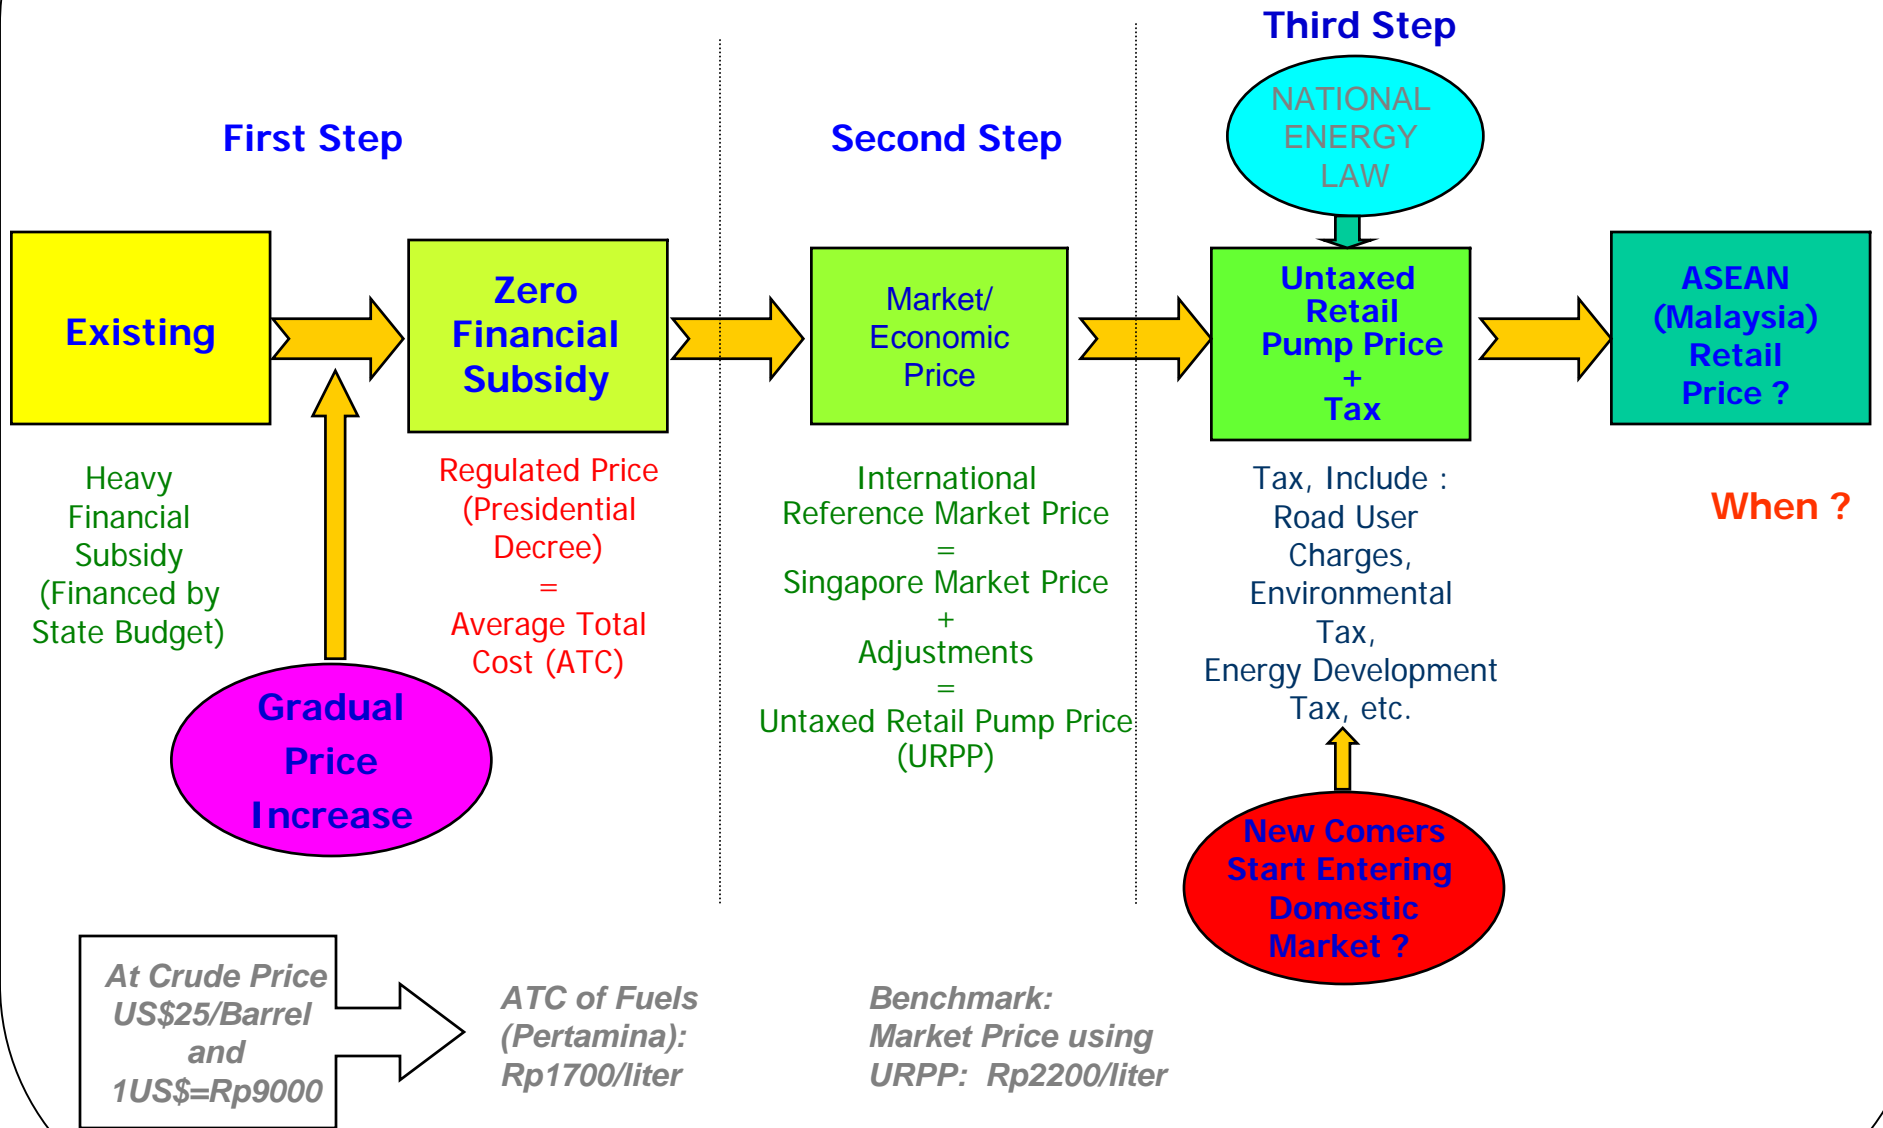 Third Step
First Step
Second Step
NATIONAL
ENERGY
LAW
Existing
Zero
Financial
Subsidy
Market/
Economic
Price
Untaxed
Retail
Pump Price
+
Tax
ASEAN
(Malaysia)
Retail
Price ?
Heavy
Financial
Subsidy
(Financed by
State Budget)
Regulated Price
(Presidential
Decree)
=
Average Total
Cost (ATC)
International
Reference Market Price
=
Singapore Market Price
+
Adjustments
=
Untaxed Retail Pump Price
(URPP)
Tax, Include :
Road User
Charges,
Environmental
Tax,
Energy Development
Tax, etc.
When ?
Gradual
Price
Increase
New Comers
Start Entering
Domestic
Market ?
At Crude Price
US$25/Barrel
and
1US$=Rp9000
ATC of Fuels
(Pertamina):
Rp1700/liter
Benchmark:
Market Price using
URPP: Rp2200/liter